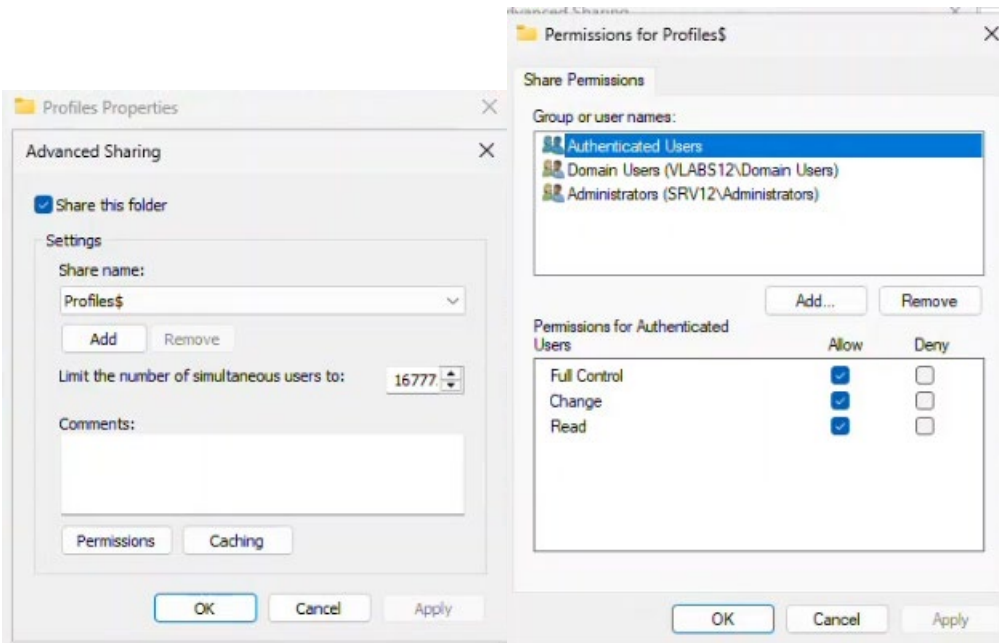 Profiles Properties
Advanced Sharing
Share this folder
Settings
Share name:
Profiles$
Add
Remove
Limit the number of simultaneous users to:
16777
Comments:
Permissions
Caching
OK
Cancel
Apply
Advanced Sharing
Permissions for Profiles$
Share Permissions
Group or user names:
Authenticated Users
Domain Users (VLABS12\Domain Users)
Administrators (SRV12\Administrators)
Add...
Remove
Permissions for Authenticated
Users
Allow
Deny
Full Control
Change
Read
OK
Cancel
Apply